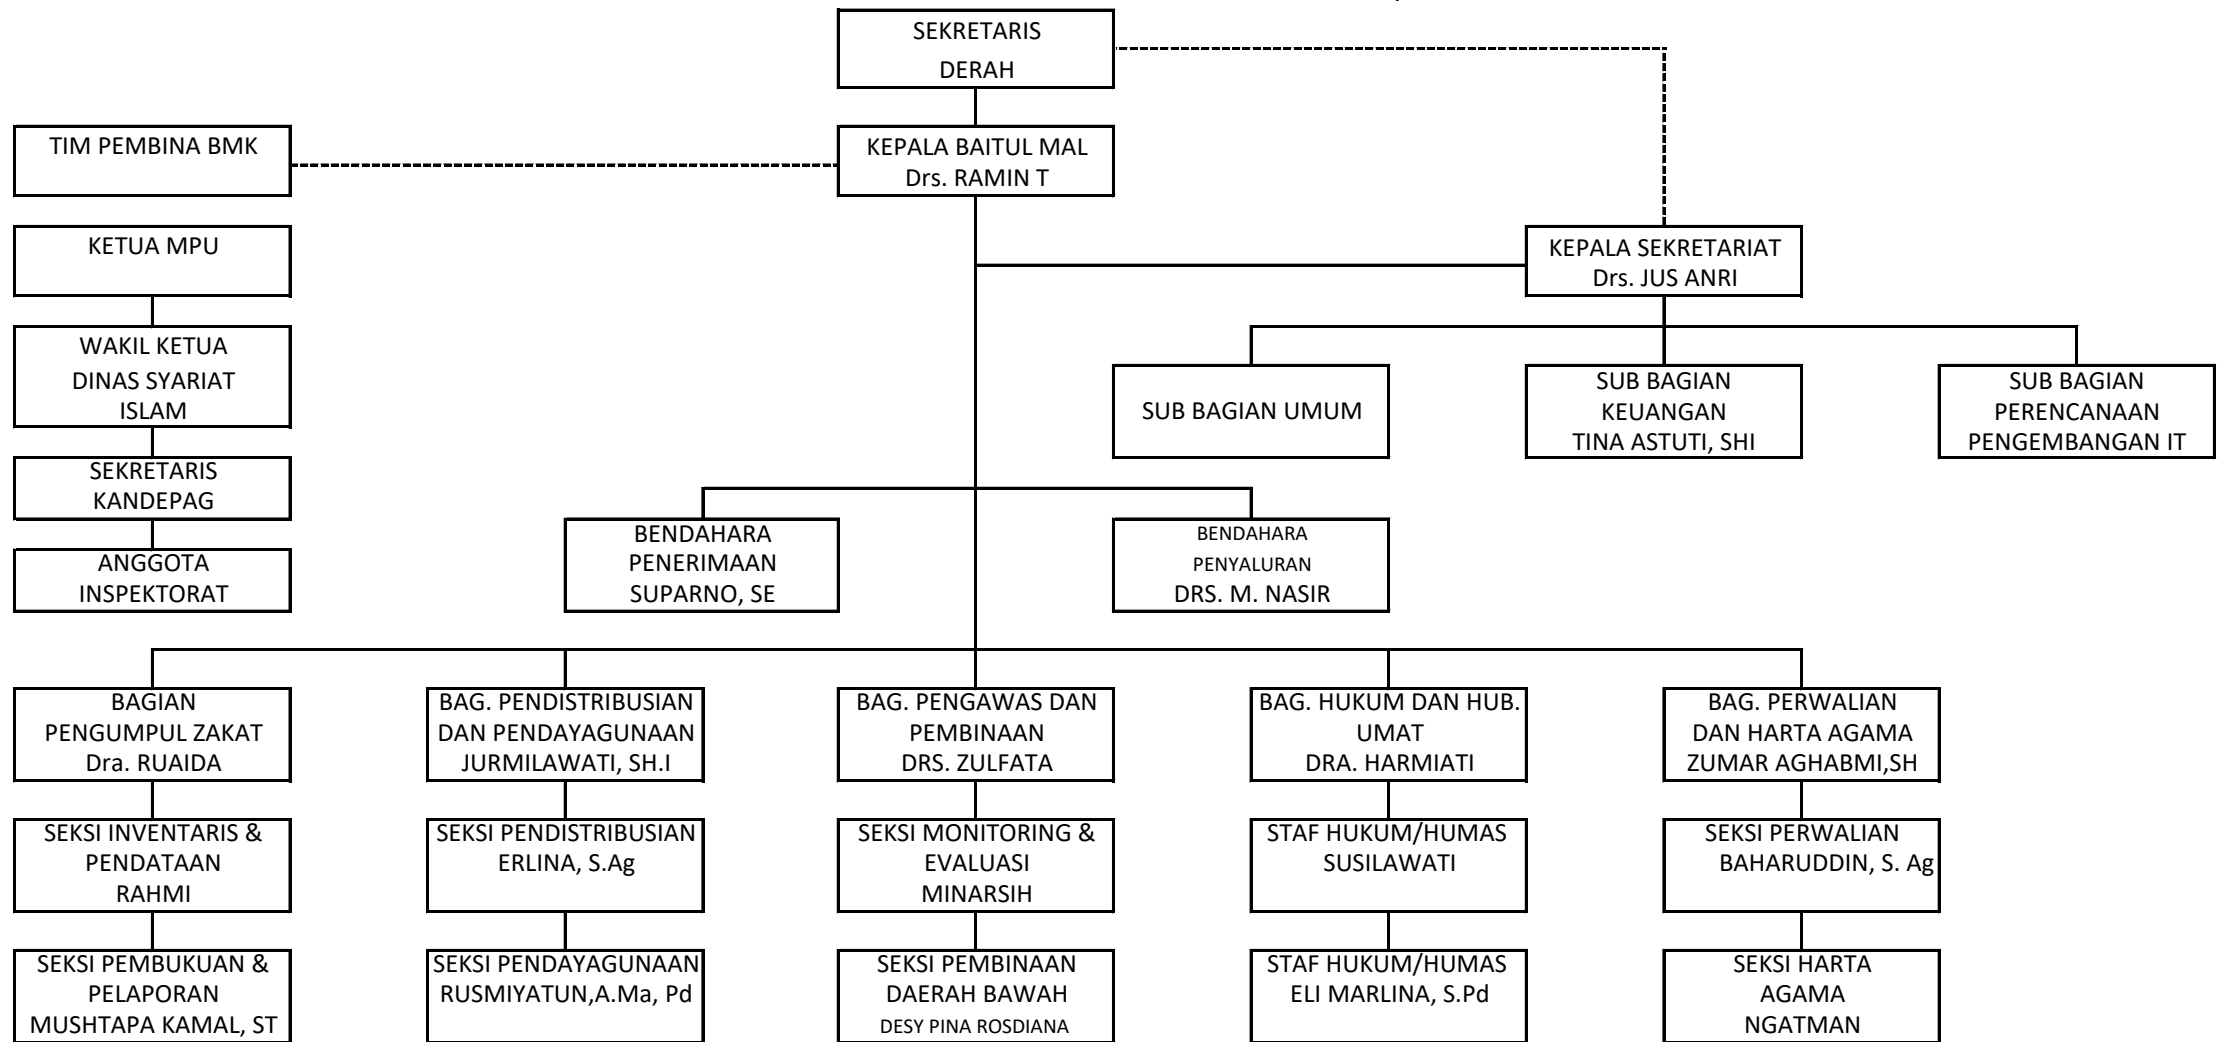 SEKRETARIS
DERAH
TIM PEMBINA BMK
KEPALA BAITUL MAL
Drs. RAMIN T
KETUA MPU
KEPALA SEKRETARIAT
Drs. JUS ANRI
WAKIL KETUA
DINAS SYARIAT
ISLAM
SUB BAGIAN UMUM
SUB BAGIAN
KEUANGAN
TINA ASTUTI, SHI
SUB BAGIAN
PERENCANAAN
PENGEMBANGAN IT
SEKRETARIS
KANDEPAG
ANGGOTA
INSPEKTORAT
BENDAHARA
PENERIMAAN
SUPARNO, SE
BENDAHARA
PENYALURAN
DRS. M. NASIR
BAGIAN
PENGUMPUL ZAKAT
Dra. RUAIDA
BAG. PENDISTRIBUSIAN
DAN PENDAYAGUNAAN
JURMILAWATI, SH.I
BAG. PENGAWAS DAN
PEMBINAAN
DRS. ZULFATA
BAG. HUKUM DAN HUB.
UMAT
DRA. HARMIATI
BAG. PERWALIAN
DAN HARTA AGAMA
ZUMAR AGHABMI,SH
SEKSI INVENTARIS &
PENDATAAN
RAHMI
SEKSI PENDISTRIBUSIAN
ERLINA, S.Ag
SEKSI MONITORING &
EVALUASI
MINARSIH
STAF HUKUM/HUMAS
SUSILAWATI
SEKSI PERWALIAN
BAHARUDDIN, S. Ag
SEKSI PEMBUKUAN &
PELAPORAN
MUSHTAPA KAMAL, ST
SEKSI PENDAYAGUNAAN
RUSMIYATUN,A.Ma, Pd
SEKSI PEMBINAAN
DAERAH BAWAH
DESY PINA ROSDIANA
STAF HUKUM/HUMAS
ELI MARLINA, S.Pd
SEKSI HARTA
AGAMA
NGATMAN